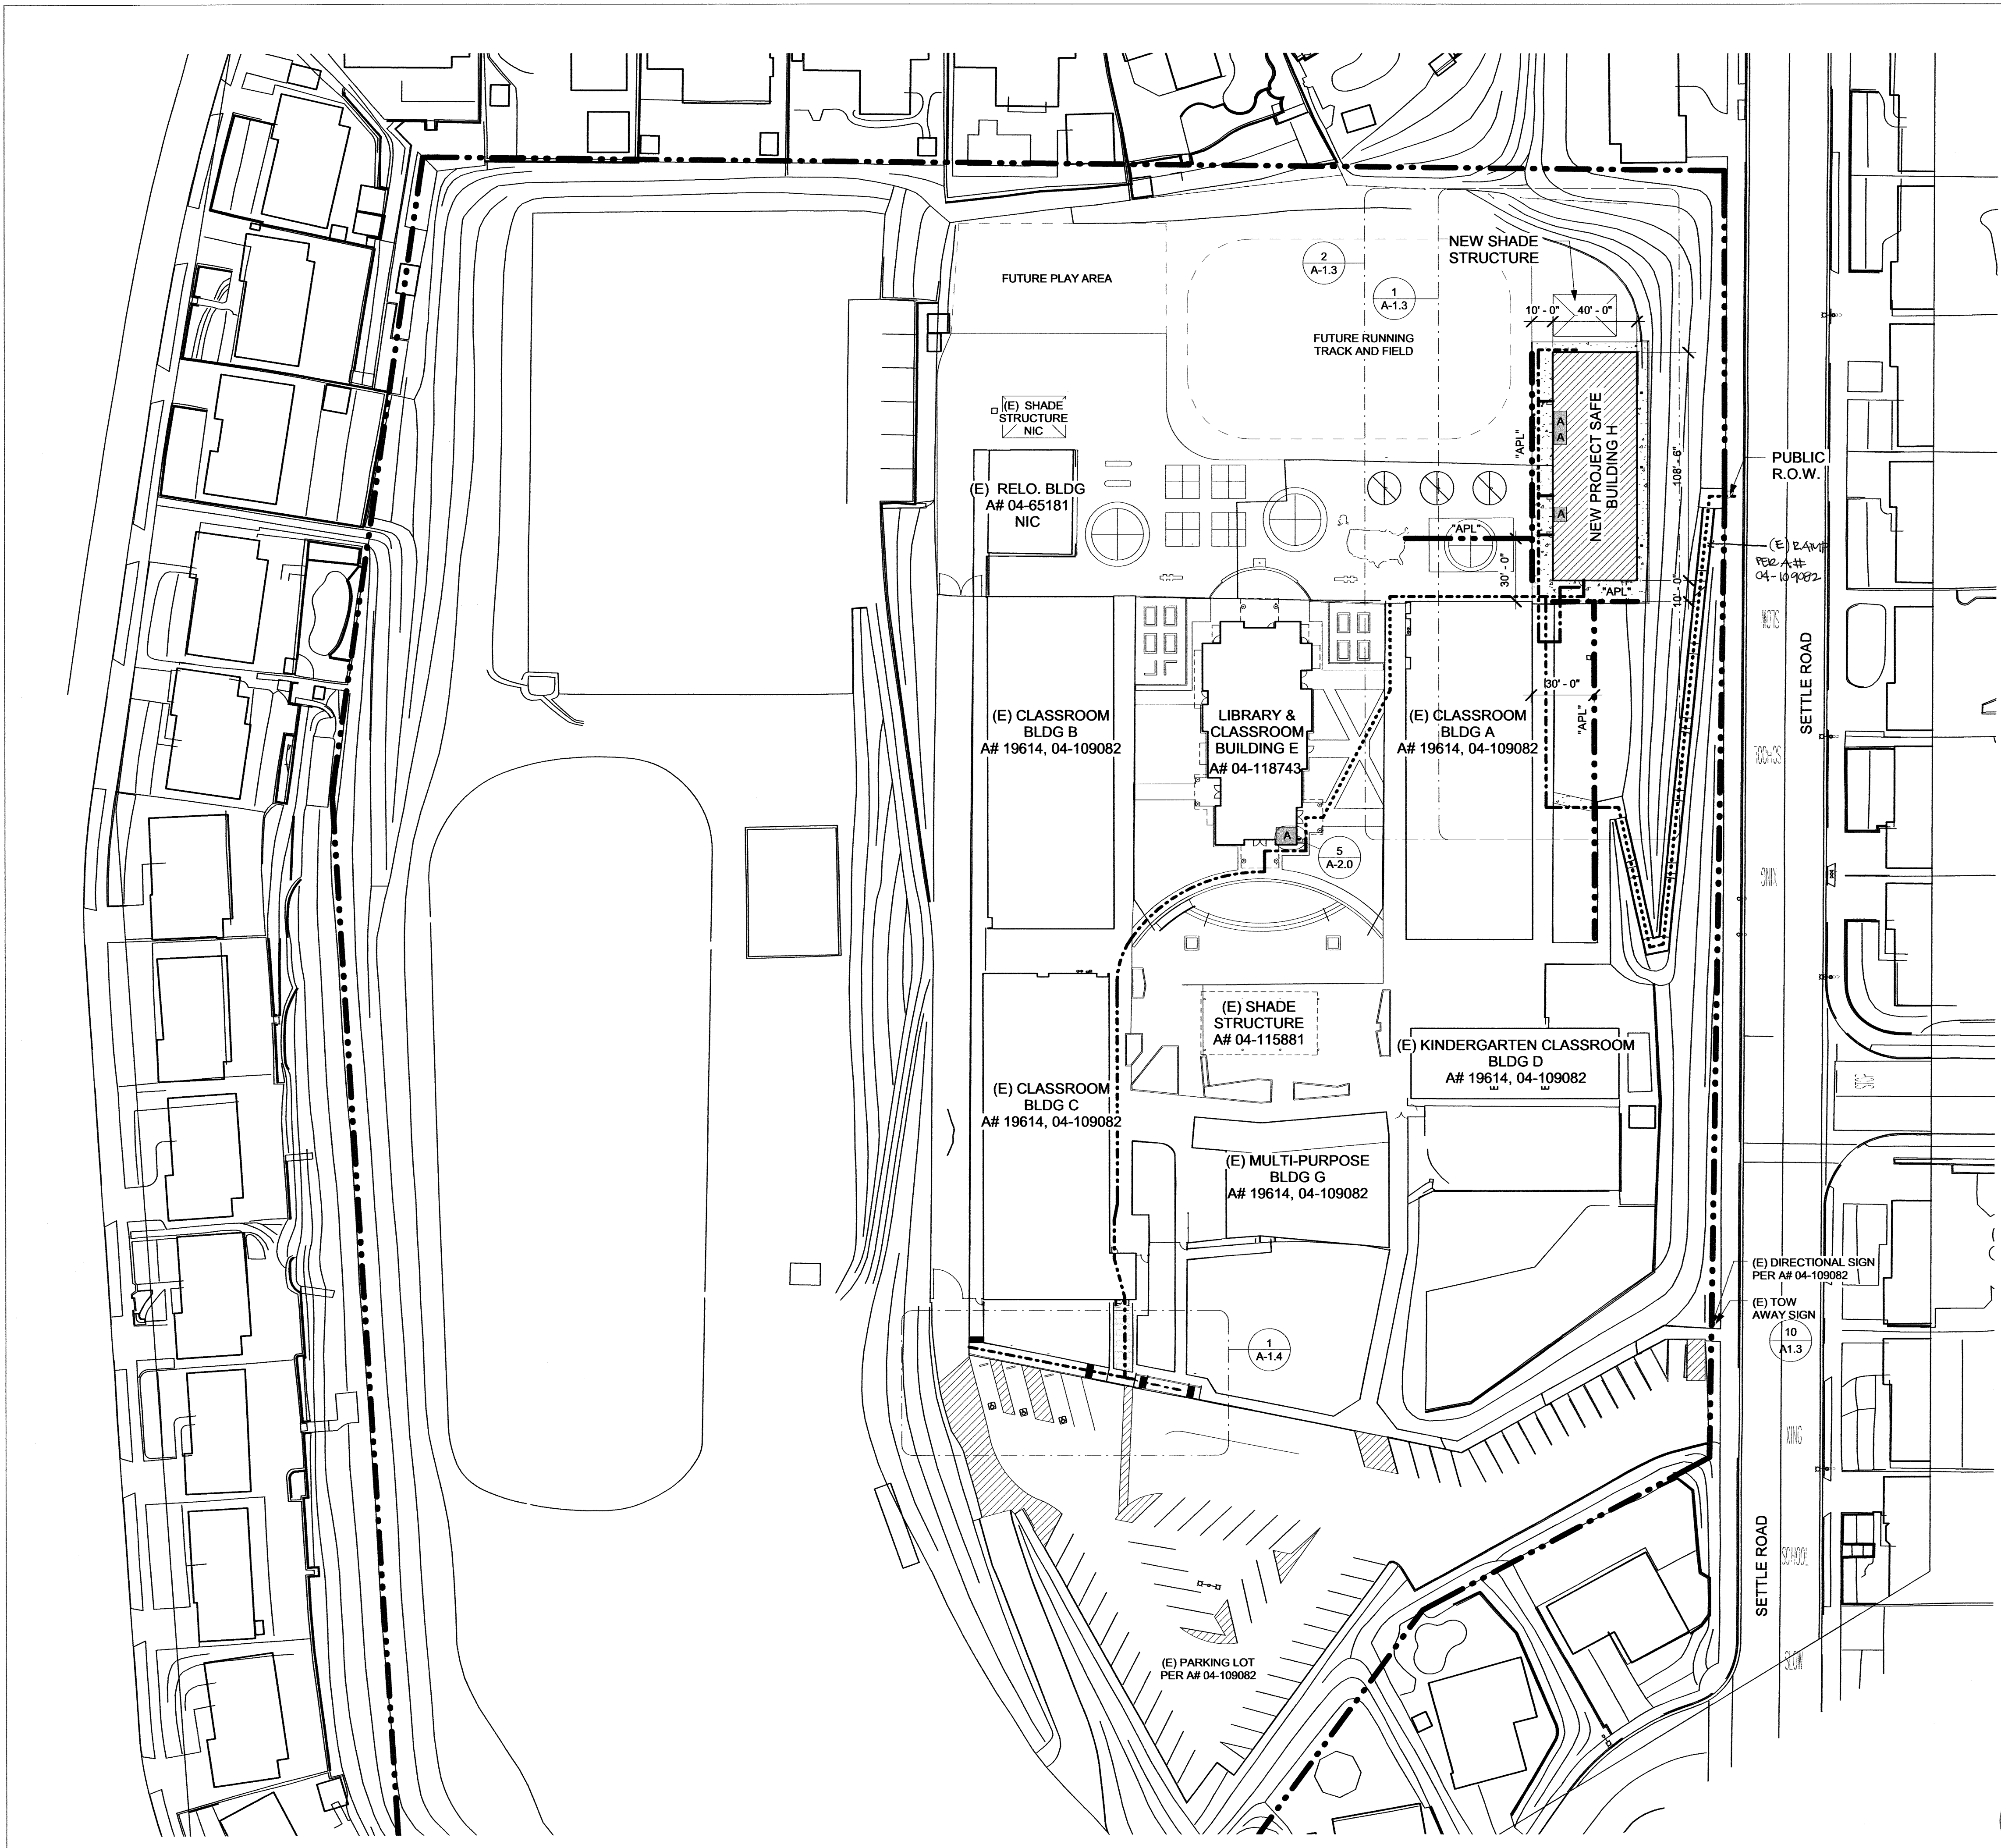 NEW SHADE
STRUCTURE
2
A-1.3
1
A-1.3
FUTURE PLAY AREA
10' - 0"
40' - 0"
FUTURE RUNNING
TRACK AND FIELD
(E) SHADE
STRUCTURE
NIC
"APL"
A
A
A
NEW PROJECT SAFE
BUILDING H
108' - 6"
PUBLIC
R.O.W.
(E) RELO. BLDG
A# 04-65181
NIC
"APL"
30' - 0"
(E) RAMP
PER A#
04-109082
10' - 0"
"APL"
SLOW
SETTLE ROAD
30' - 0"
"APL"
(E) CLASSROOM
BLDG B
A# 19614, 04-109082
LIBRARY &
CLASSROOM
BUILDING E
A# 04-118743
(E) CLASSROOM
BLDG A
A# 19614, 04-109082
SCHOOL
A
5
A-2.0
XING
(E) SHADE
STRUCTURE
A# 04-115881
(E) KINDERGARTEN CLASSROOM
BLDG D
A# 19614, 04-109082
STOP
(E) CLASSROOM
BLDG C
A# 19614, 04-109082
(E) MULTI-PURPOSE
BLDG G
A# 19614, 04-109082
(E) DIRECTIONAL SIGN
PER A# 04-109082
(E) TOW
AWAY SIGN
10
A1.3
1
A-1.4
XING
SETTLE ROAD
SCHOOL
SLOW
(E) PARKING LOT
PER A# 04-109082